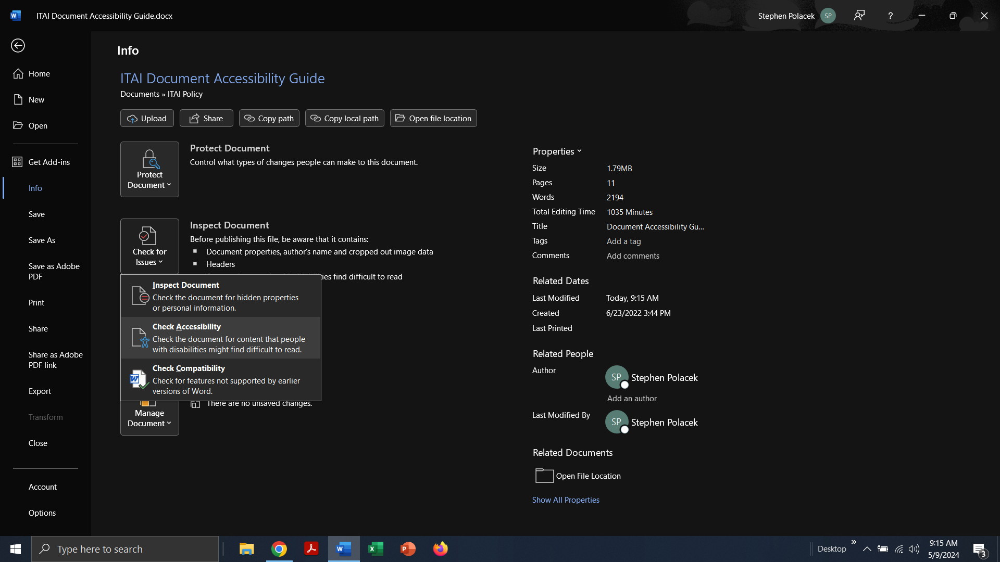 ITAI Document Accessibility Guide.docx
Stephen Polacek
SP
?
Info
Home
New
Open
Get Add-ins
Info
Save
Save As
Save as Adobe
PDF
Print
Share
Share as Adobe
PDF link
Export
Transform
Close
Account
Options
ITAI Document Accessibility Guide
Documents » ITAI Policy
Upload
Share
Copy path
Copy local path
Open file location
Protect
Document
Protect Document
Control what types of changes people can make to this document.
Check for
Issues
Inspect Document
Before publishing this file, be aware that it contains:
Document properties, author's name and cropped out image data
Headers
find difficult to read
Inspect Document
Check the document for hidden properties
or personal information.
Check Accessibility
Check the document for content that people
with disabilities might find difficult to read.
Check Compatibility
Check for features not supported by earlier
versions of Word.
Manage
Document
There are no unsaved changes.
Properties
Size 1.79MB
Pages 11
Words 2194
Total Editing Time 1035 Minutes
Title Document Accessibility Gu...
Tags Add a tag
Comments Add comments
Related Dates
Last Modified Today, 9:15 AM
Created 6/23/2022 3:44 PM
Last Printed
Related People
Author
SP Stephen Polacek
Add an author
Last Modified By
SP Stephen Polacek
Related Documents
Open File Location
Show All Properties
Type here to search
Desktop
9:15 AM
5/9/2024
3